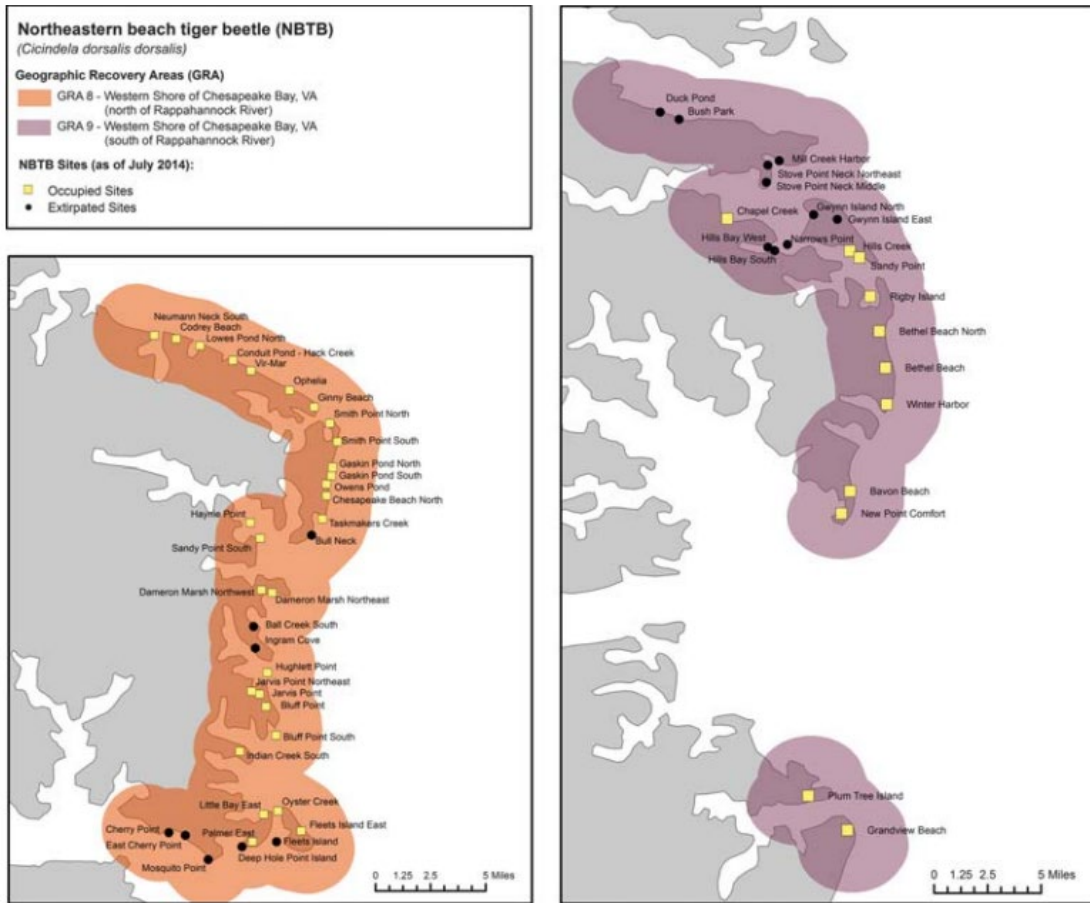 Northeastern beach tiger beetle (NBTB)
(Cicindela dorsalis dorsalis)
Geographic Recovery Areas (GRA)
GRA 8 - Western Shore of Chesapeake Bay, VA
(north of Rappahannock River)
GRA 9 - Western Shore of Chesapeake Bay, VA
(south of Rappahannock River)
NBTB Sites (as of July 2014):
Occupied Sites
Extirpated Sites
Neumann Neck South
Codrey Beach
Lowes Pond North
Conduit Pond - Hack Creek
Vir-Mar
Ophelia
Ginny Beach
Smith Point North
Smith Point South
Gaskin Pond North
Gaskin Pond South
Owens Pond
Chesapeake Beach North
Haynie Point
Taskmakers Creek
Sandy Point South
Bull Neck
Dameron Marsh Northwest
Dameron Marsh Northeast
Ball Creek South
Ingram Cove
Hughlett Point
Jarvis Point Northeast
Jarvis Point
Bluff Point
Bluff Point South
Indian Creek South
Little Bay East
Oyster Creek
Cherry Point
Palmer East
Fleets Island East
East Cherry Point
Fleets Island
Mosquito Point
Deep Hole Point Island
0 1.25 2.5 5 Miles
Duck Pond
Bush Park
Mill Creek Harbor
Stove Point Neck Northeast
Stove Point Neck Middle
Chapel Creek
Gwynn Island North
Gwynn Island East
Hills Bay West
Narrows Point
Hills Creek
Hills Bay South
Sandy Point
Rigby Island
Bethel Beach North
Bethel Beach
Winter Harbor
Bavon Beach
New Point Comfort
Plum Tree Island
Grandview Beach
0 1.25 2.5 5 Miles